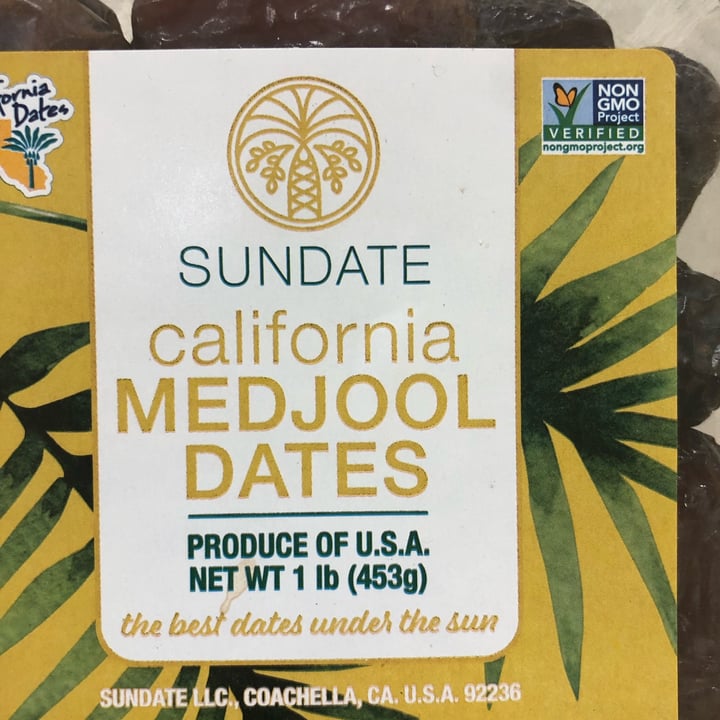 Dates
NON
GMO
Project
VERIFIED
nongmoproject.org
SUNDATE
california
MEDJOOL
DATES
PRODUCE OF U.S.A.
NET WT 1 lb (453g)
the best dates under the sun
SUNDATE LLC., COACHELLA, CA. U.S.A. 92236